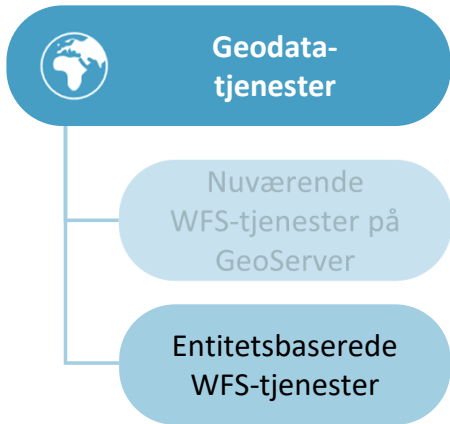 Geodata-
tjenester
Nuværende
WFS-tjenester på
GeoServer
Entitetsbaserede
WFS-tjenester